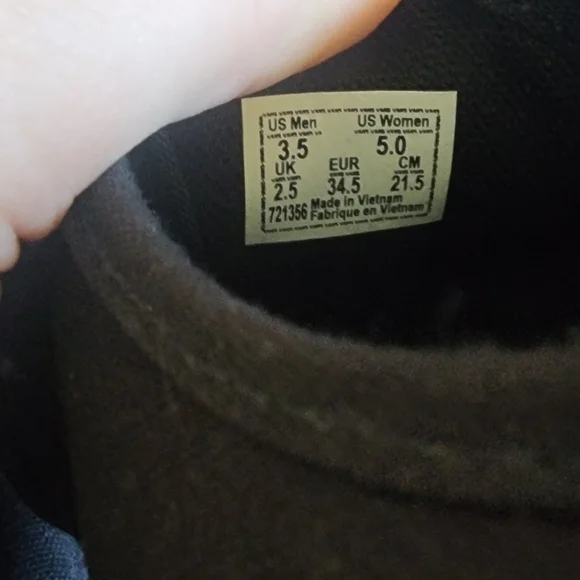 US Men US Women
3.5 5.0
UK EUR CM
2.5 34.5 21.5
721356 Made in Vietnam
Fabrique en Vietnam